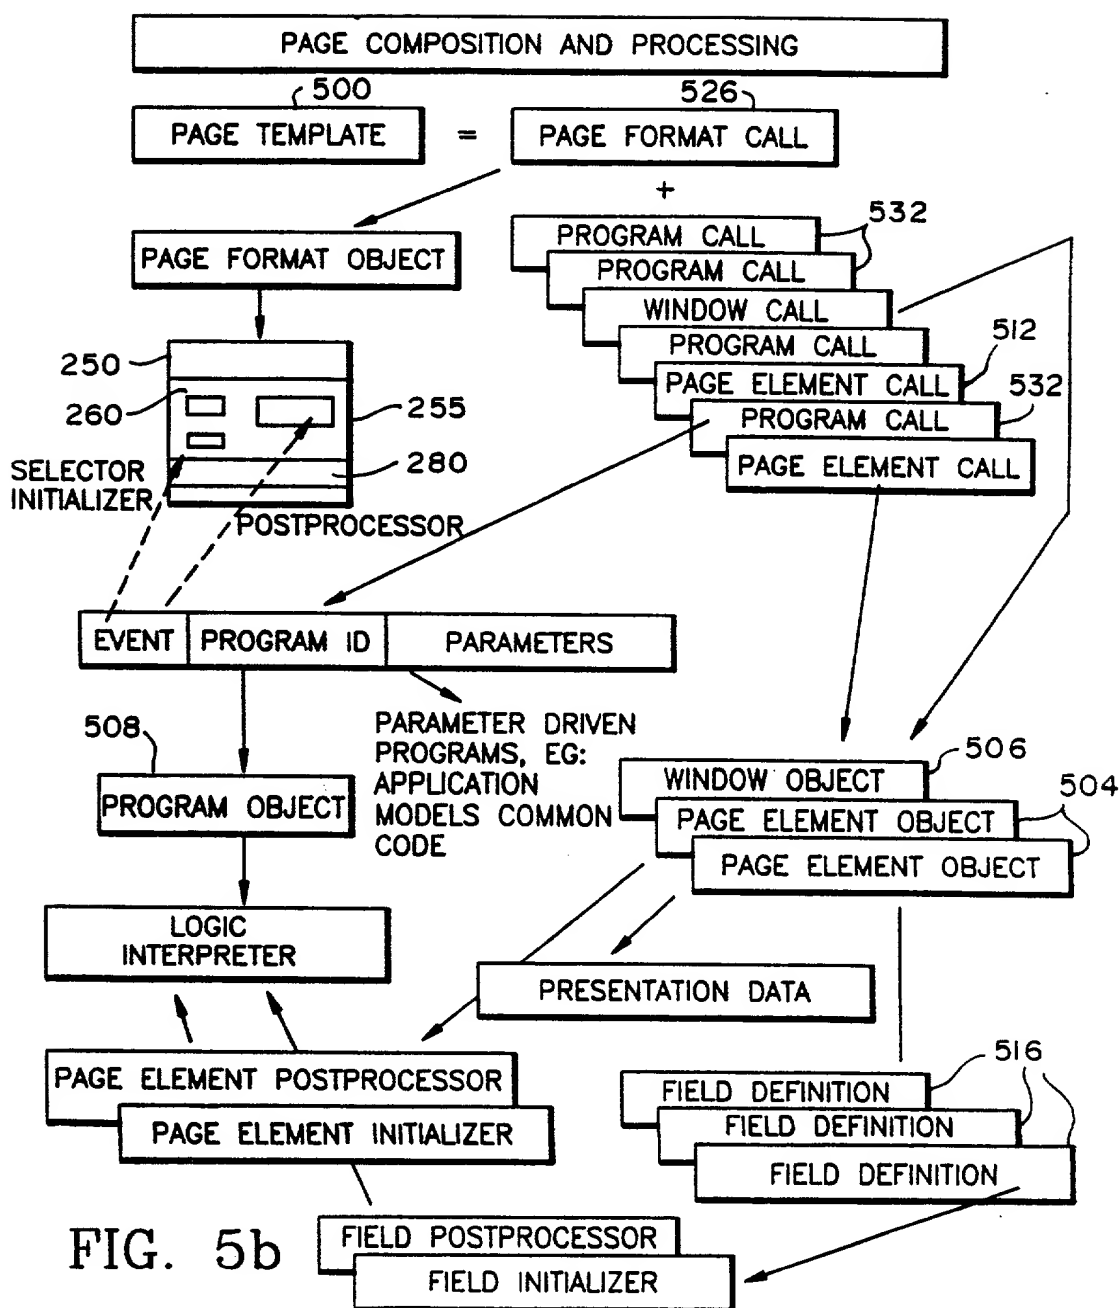 PAGE COMPOSITION AND PROCESSING
500
526
PAGE TEMPLATE
=
PAGE FORMAT CALL
+
PAGE FORMAT OBJECT
PROGRAM CALL
532
PROGRAM CALL
WINDOW CALL
PROGRAM CALL
512
PAGE ELEMENT CALL
532
PROGRAM CALL
PAGE ELEMENT CALL
250
260
255
280
SELECTOR
INITIALIZER
POSTPROCESSOR
EVENT
PROGRAM ID
PARAMETERS
508
PROGRAM OBJECT
PARAMETER DRIVEN
PROGRAMS, EG:
APPLICATION
MODELS COMMON
CODE
506
WINDOW OBJECT
504
PAGE ELEMENT OBJECT
PAGE ELEMENT OBJECT
LOGIC
INTERPRETER
PRESENTATION DATA
PAGE ELEMENT POSTPROCESSOR
PAGE ELEMENT INITIALIZER
516
FIELD DEFINITION
FIELD DEFINITION
FIELD DEFINITION
FIELD POSTPROCESSOR
FIELD INITIALIZER
FIG. 5b